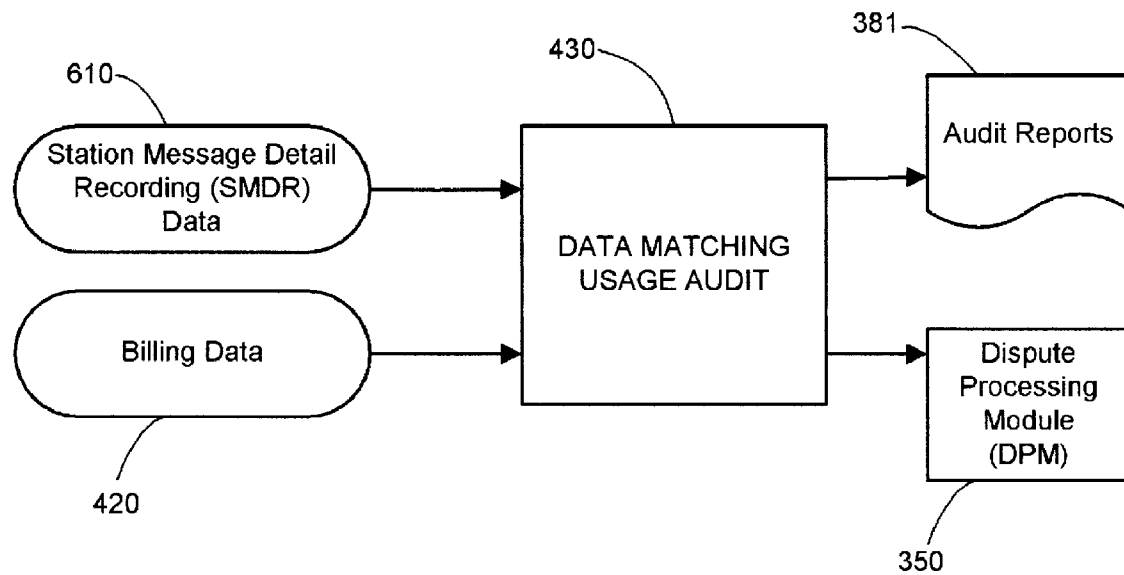 381
430
610
Audit Reports
Station Message Detail
Recording (SMDR)
Data
DATA MATCHING
USAGE AUDIT
Billing Data
Dispute
Processing
Module
(DPM)
420
350